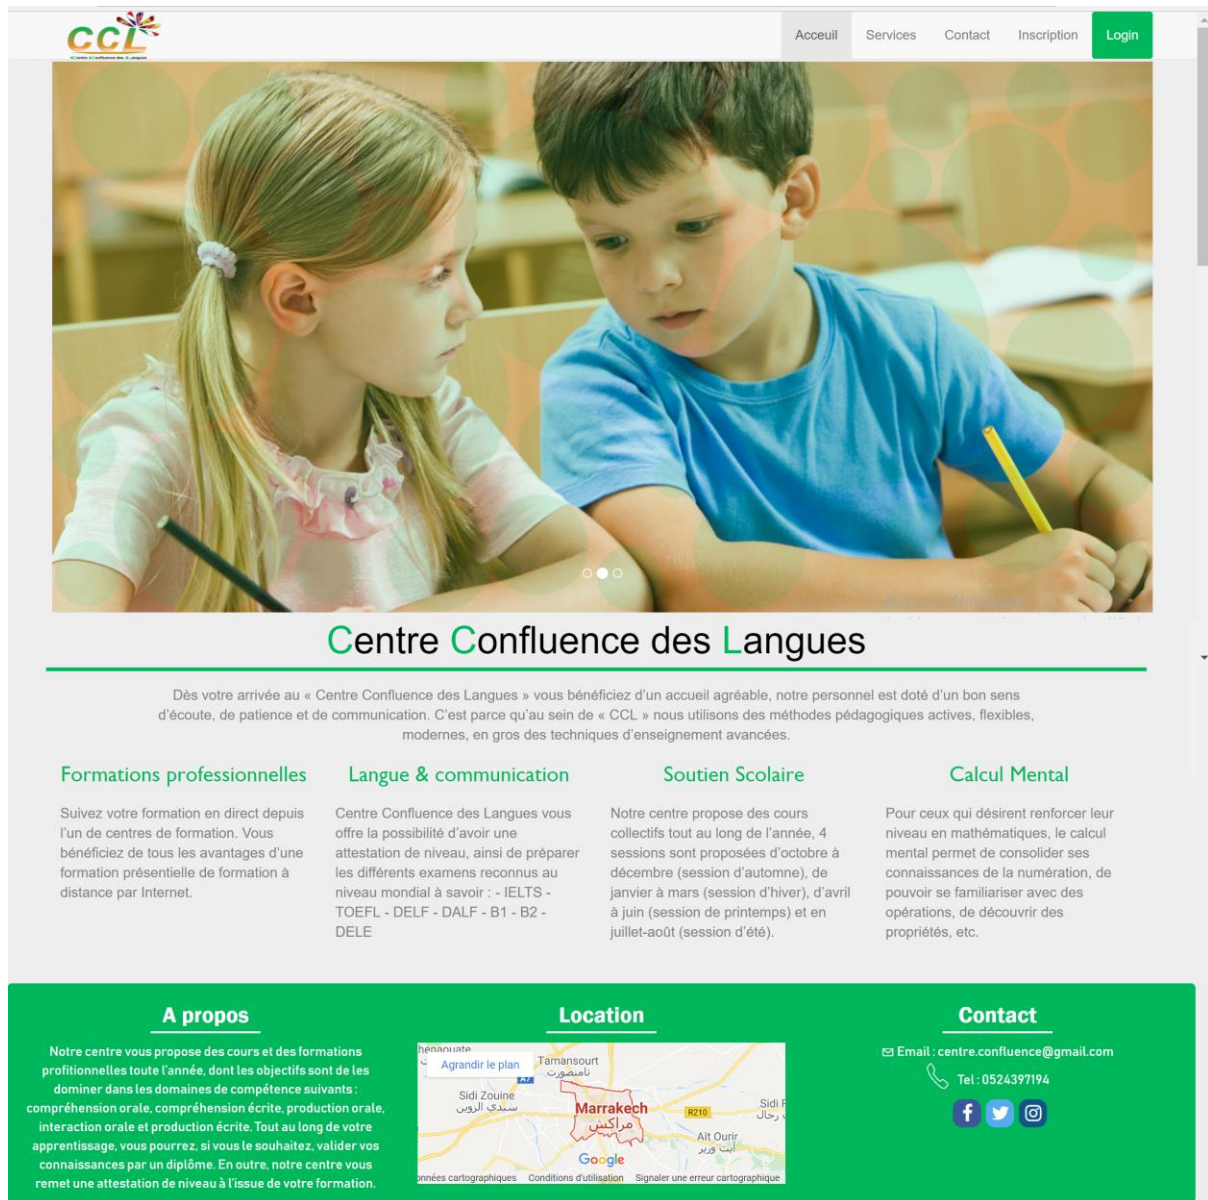 CCL
Centre Confluence des Langues
Acceuil Services Contact Inscription Login
Centre Confluence des Langues
Dès votre arrivée au « Centre Confluence des Langues » vous bénéficiez d'un accueil agréable, notre personnel est doté d'un bon sens
d'écoute, de patience et de communication. C'est parce qu'au sein de « CCL » nous utilisons des méthodes pédagogiques actives, flexibles,
modernes, en gros des techniques d'enseignement avancées.
Formations professionnelles
Suivez votre formation en direct depuis
l'un de centres de formation. Vous
bénéficiez de tous les avantages d'une
formation présentielle de formation à
distance par Internet.
Langue & communication
Centre Confluence des Langues vous
offre la possibilité d'avoir une
attestation de niveau, ainsi de préparer
les différents examens reconnus au
niveau mondial à savoir : - IELTS -
TOEFL - DELF - DALF - B1 - B2 -
DELE
Soutien Scolaire
Notre centre propose des cours
collectifs tout au long de l'année, 4
sessions sont proposées d'octobre à
décembre (session d'automne), de
janvier à mars (session d'hiver), d'avril
à juin (session de printemps) et en
juillet-août (session d'été).
Calcul Mental
Pour ceux qui désirent renforcer leur
niveau en mathématiques, le calcul
mental permet de consolider ses
connaissances de la numération, de
pouvoir se familiariser avec des
opérations, de découvrir des
propriétés, etc.
A propos
Notre centre vous propose des cours et des formations
profitionnelles toute l'année, dont les objectifs sont de les
dominer dans les domaines de compétence suivants :
compréhension orale, compréhension écrite, production orale,
interaction orale et production écrite. Tout au long de votre
apprentissage, vous pourrez, si vous le souhaitez, valider vos
connaissances par un diplôme. En outre, notre centre vous
remet une attestation de niveau à l'issue de votre formation.
Location
Agrandir le plan
Tamansourt
تامنصورت
A7
Sidi Zouine
سيدي الزوين
Marrakech
مراكش
R210
Sidi
رحال
Aït Ourir
آيت ورير
Google
cartographiques Conditions d'utilisation Signaler une erreur cartographique
Contact
Email : centre.confluence@gmail.com
Tel : 0524397194